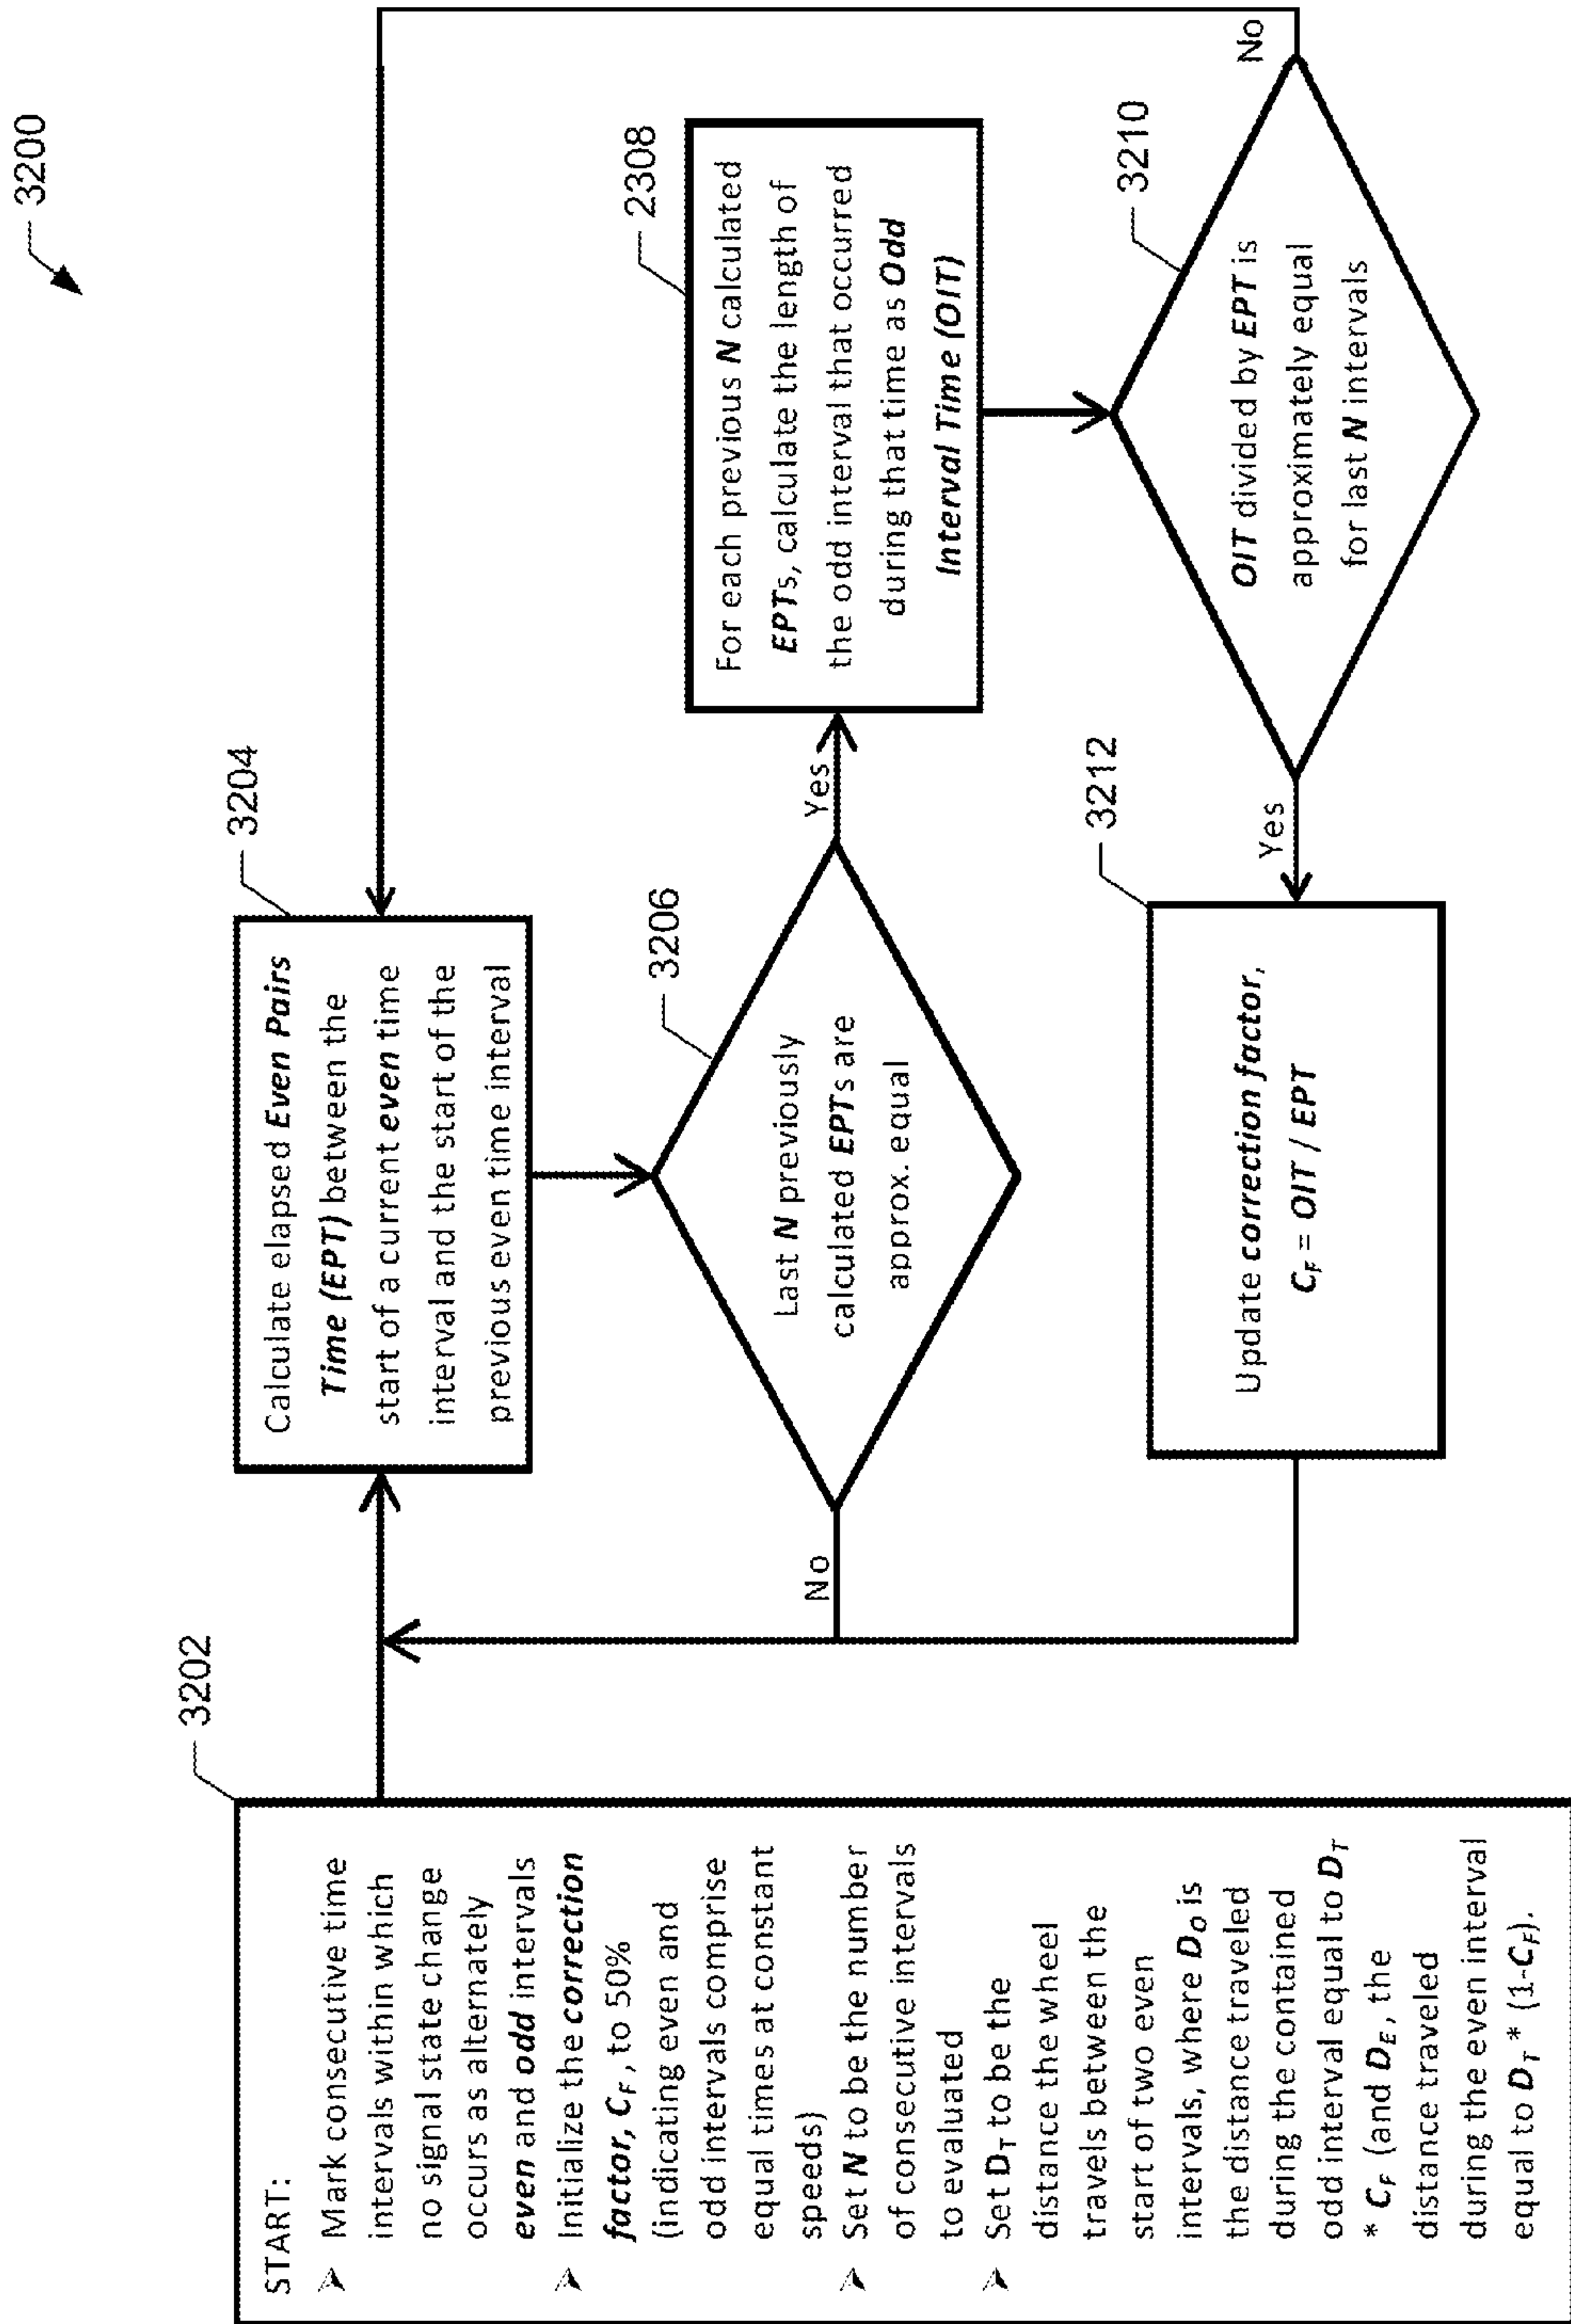 3200
3202
START:
➤ Mark consecutive time
intervals within which
no signal state change
occurs as alternately
even and odd intervals
➤ Initialize the correction
factor, CF, to 50%
(indicating even and
odd intervals comprise
equal times at constant
speeds)
➤ Set N to be the number
of consecutive intervals
to evaluated
➤ Set DT to be the
distance the wheel
travels between the
start of two even
intervals, where DO is
the distance traveled
during the contained
odd interval equal to DT
* CF (and DE, the
distance traveled
during the even interval
equal to DT * (1-CF).
3204
Calculate elapsed Even Pairs
Time (EPT) between the
start of a current even time
interval and the start of the
previous even time interval
3206
Last N previously
calculated EPTs are
approx. equal
No
Yes
2308
For each previous N calculated
EPTs, calculate the length of
the odd interval that occurred
during that time as Odd
Interval Time (OIT)
3210
OIT divided by EPT is
approximately equal
for last N intervals
No
Yes
3212
Update correction factor,
CF = OIT / EPT